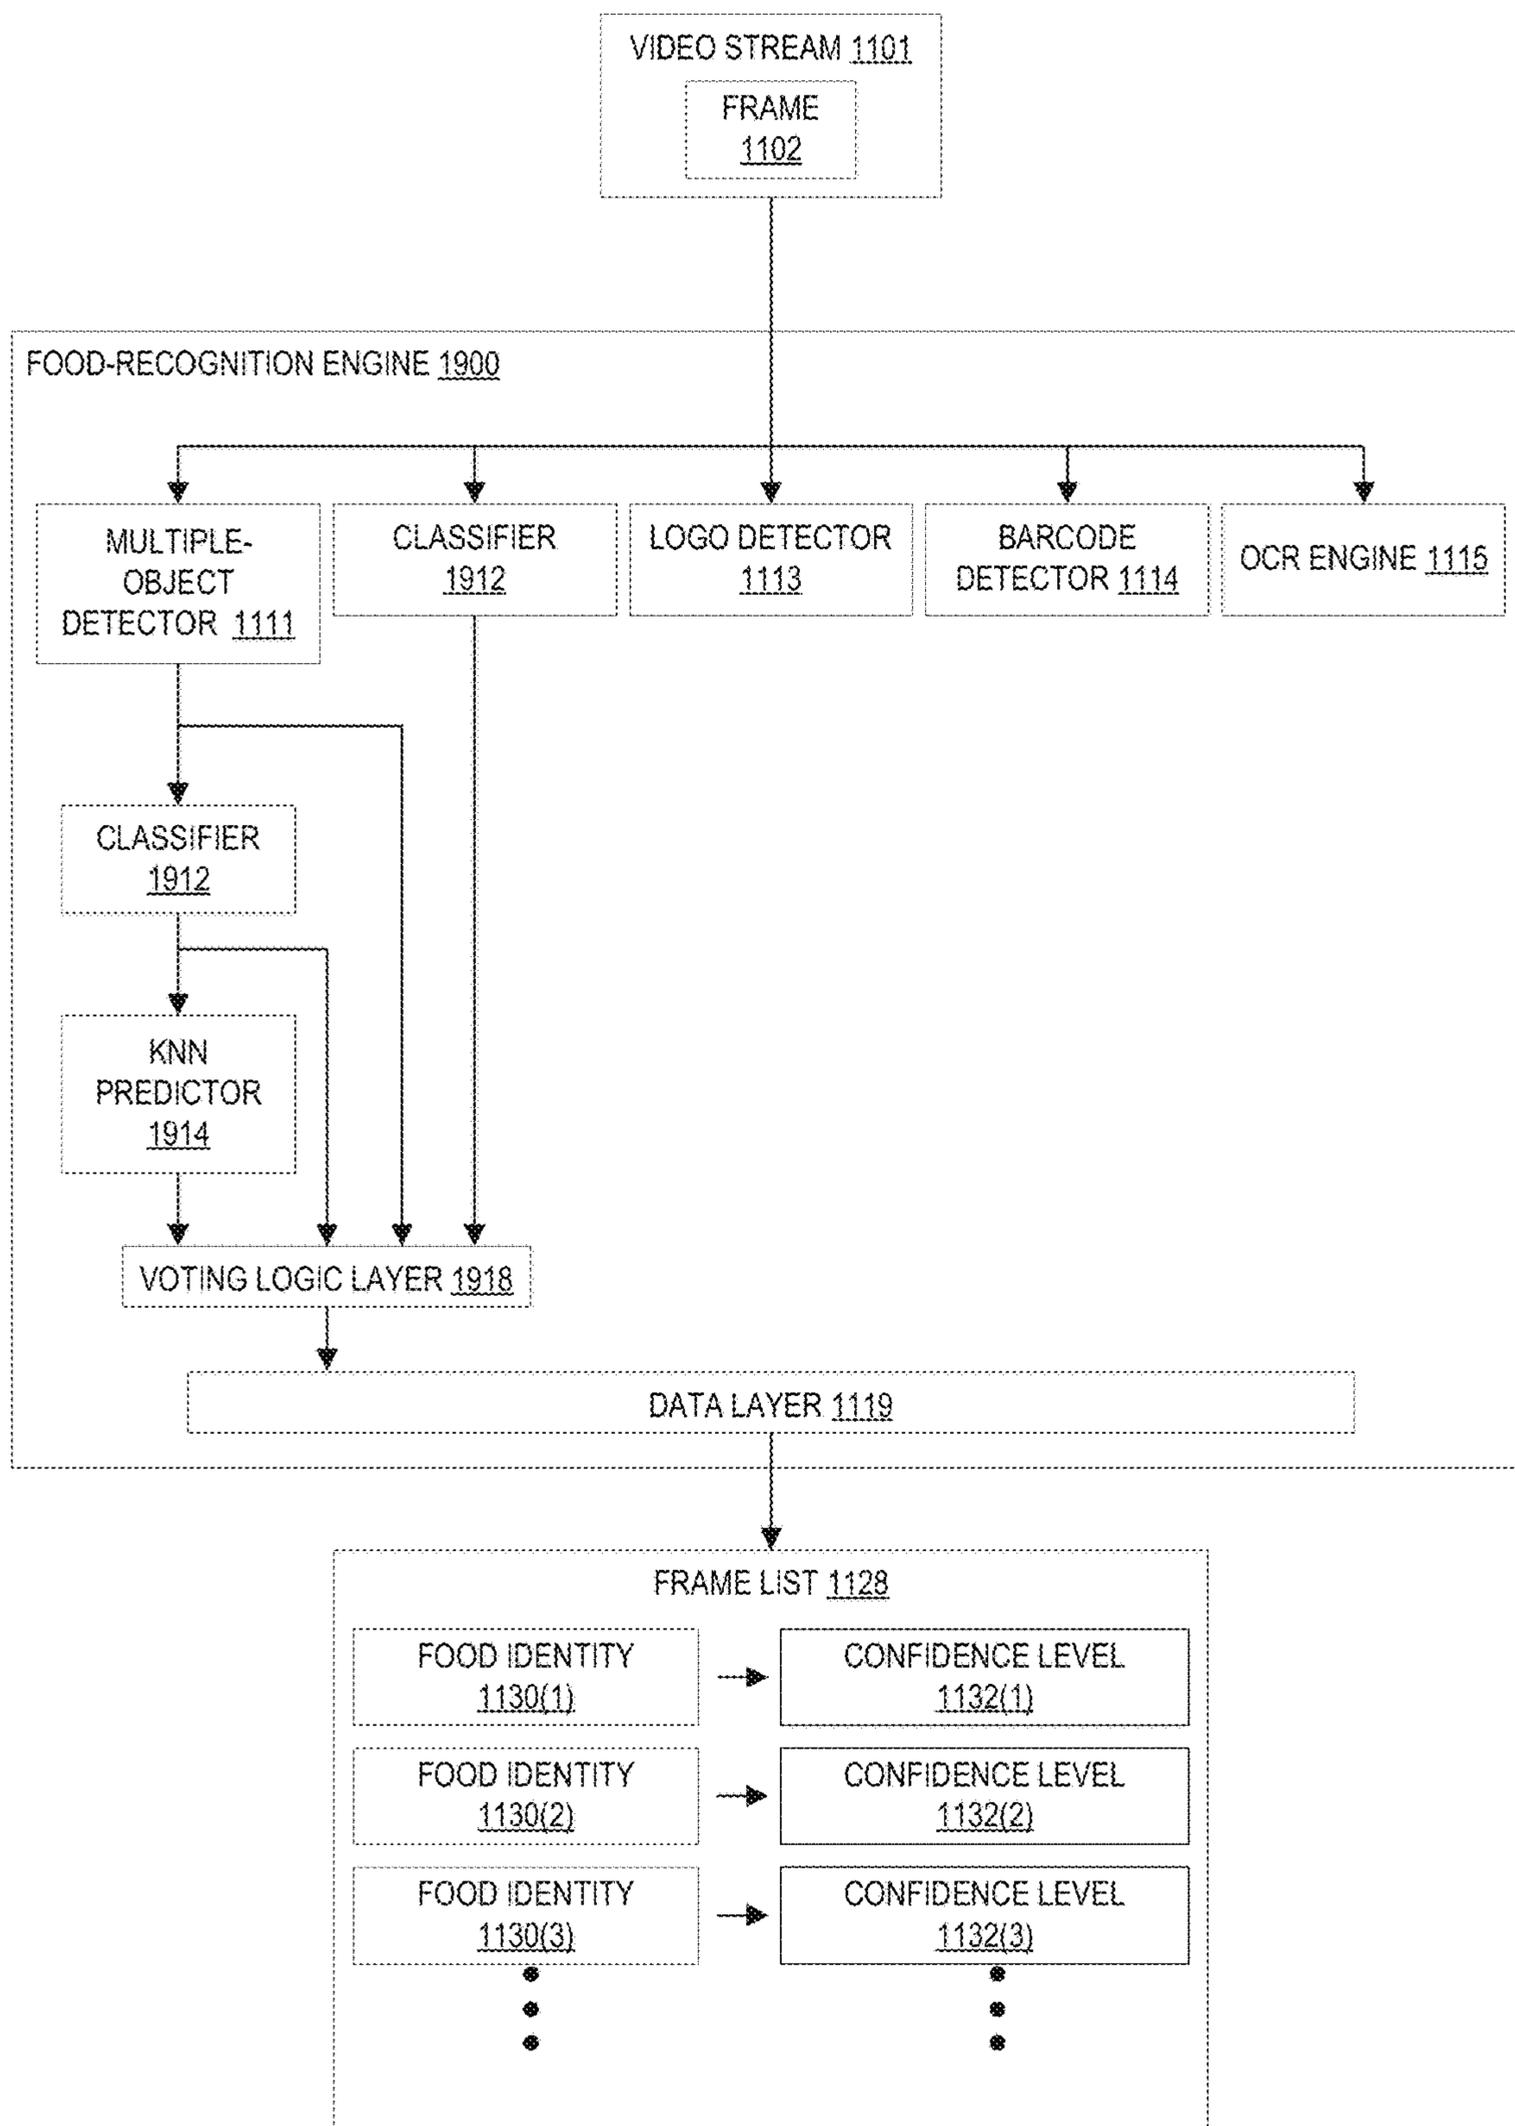 VIDEO STREAM 1101
FRAME
1102
FOOD-RECOGNITION ENGINE 1900
MULTIPLE-
OBJECT
DETECTOR 1111
CLASSIFIER
1912
LOGO DETECTOR
1113
BARCODE
DETECTOR 1114
OCR ENGINE 1115
CLASSIFIER
1912
KNN
PREDICTOR
1914
VOTING LOGIC LAYER 1918
DATA LAYER 1119
FRAME LIST 1128
FOOD IDENTITY
1130(1)
CONFIDENCE LEVEL
1132(1)
FOOD IDENTITY
1130(2)
CONFIDENCE LEVEL
1132(2)
FOOD IDENTITY
1130(3)
CONFIDENCE LEVEL
1132(3)